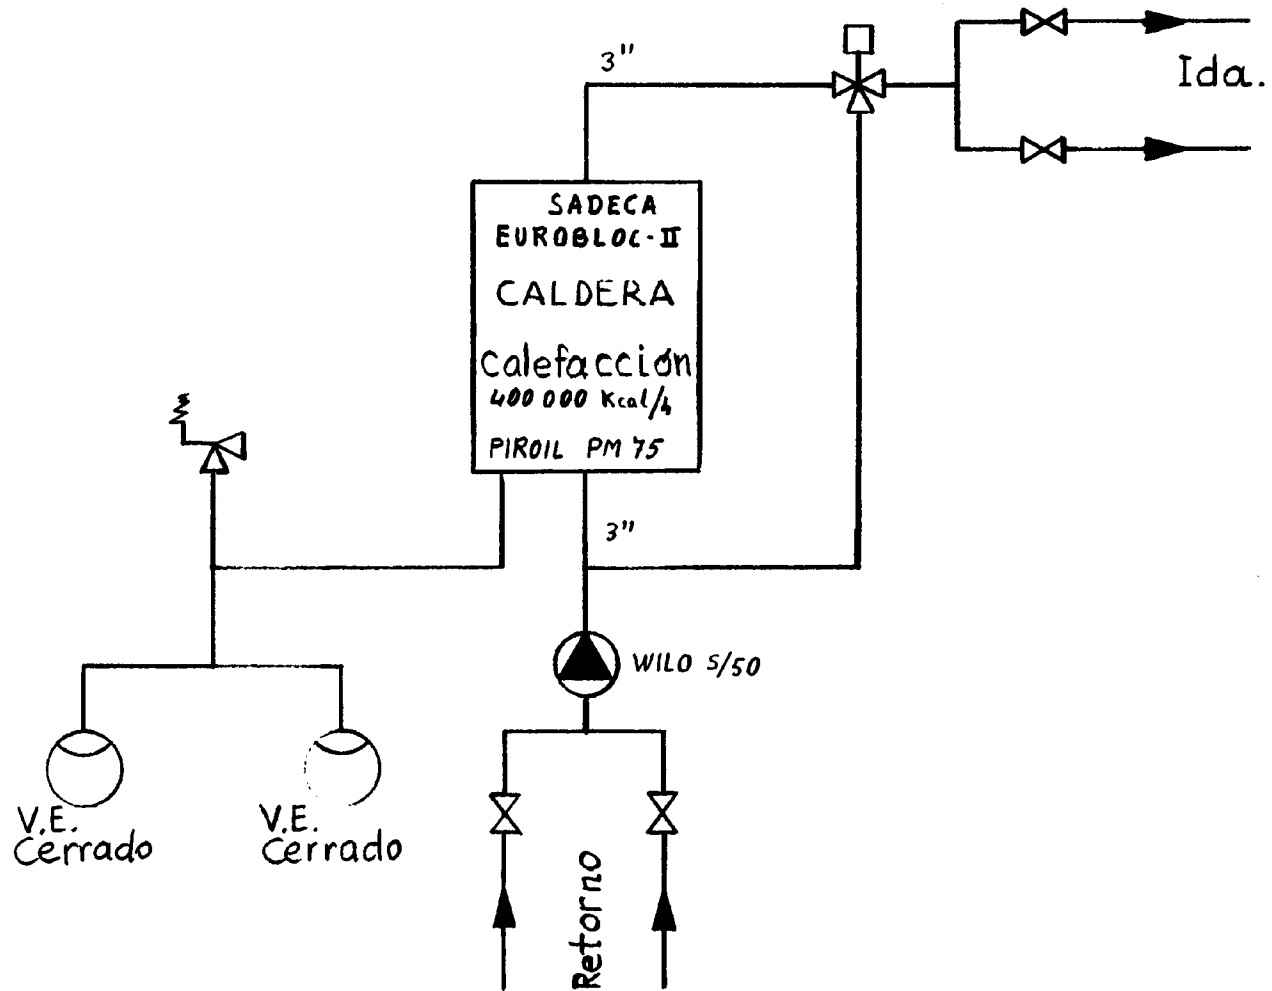 3"
Ida.
SADECA
EUROBLOC-II
CALDERA
Calefacción
400 000 Kcal/h
PIROIL PM 75
3"
WILO S/50
V.E.
Cerrado
V.E.
Cerrado
Retorno